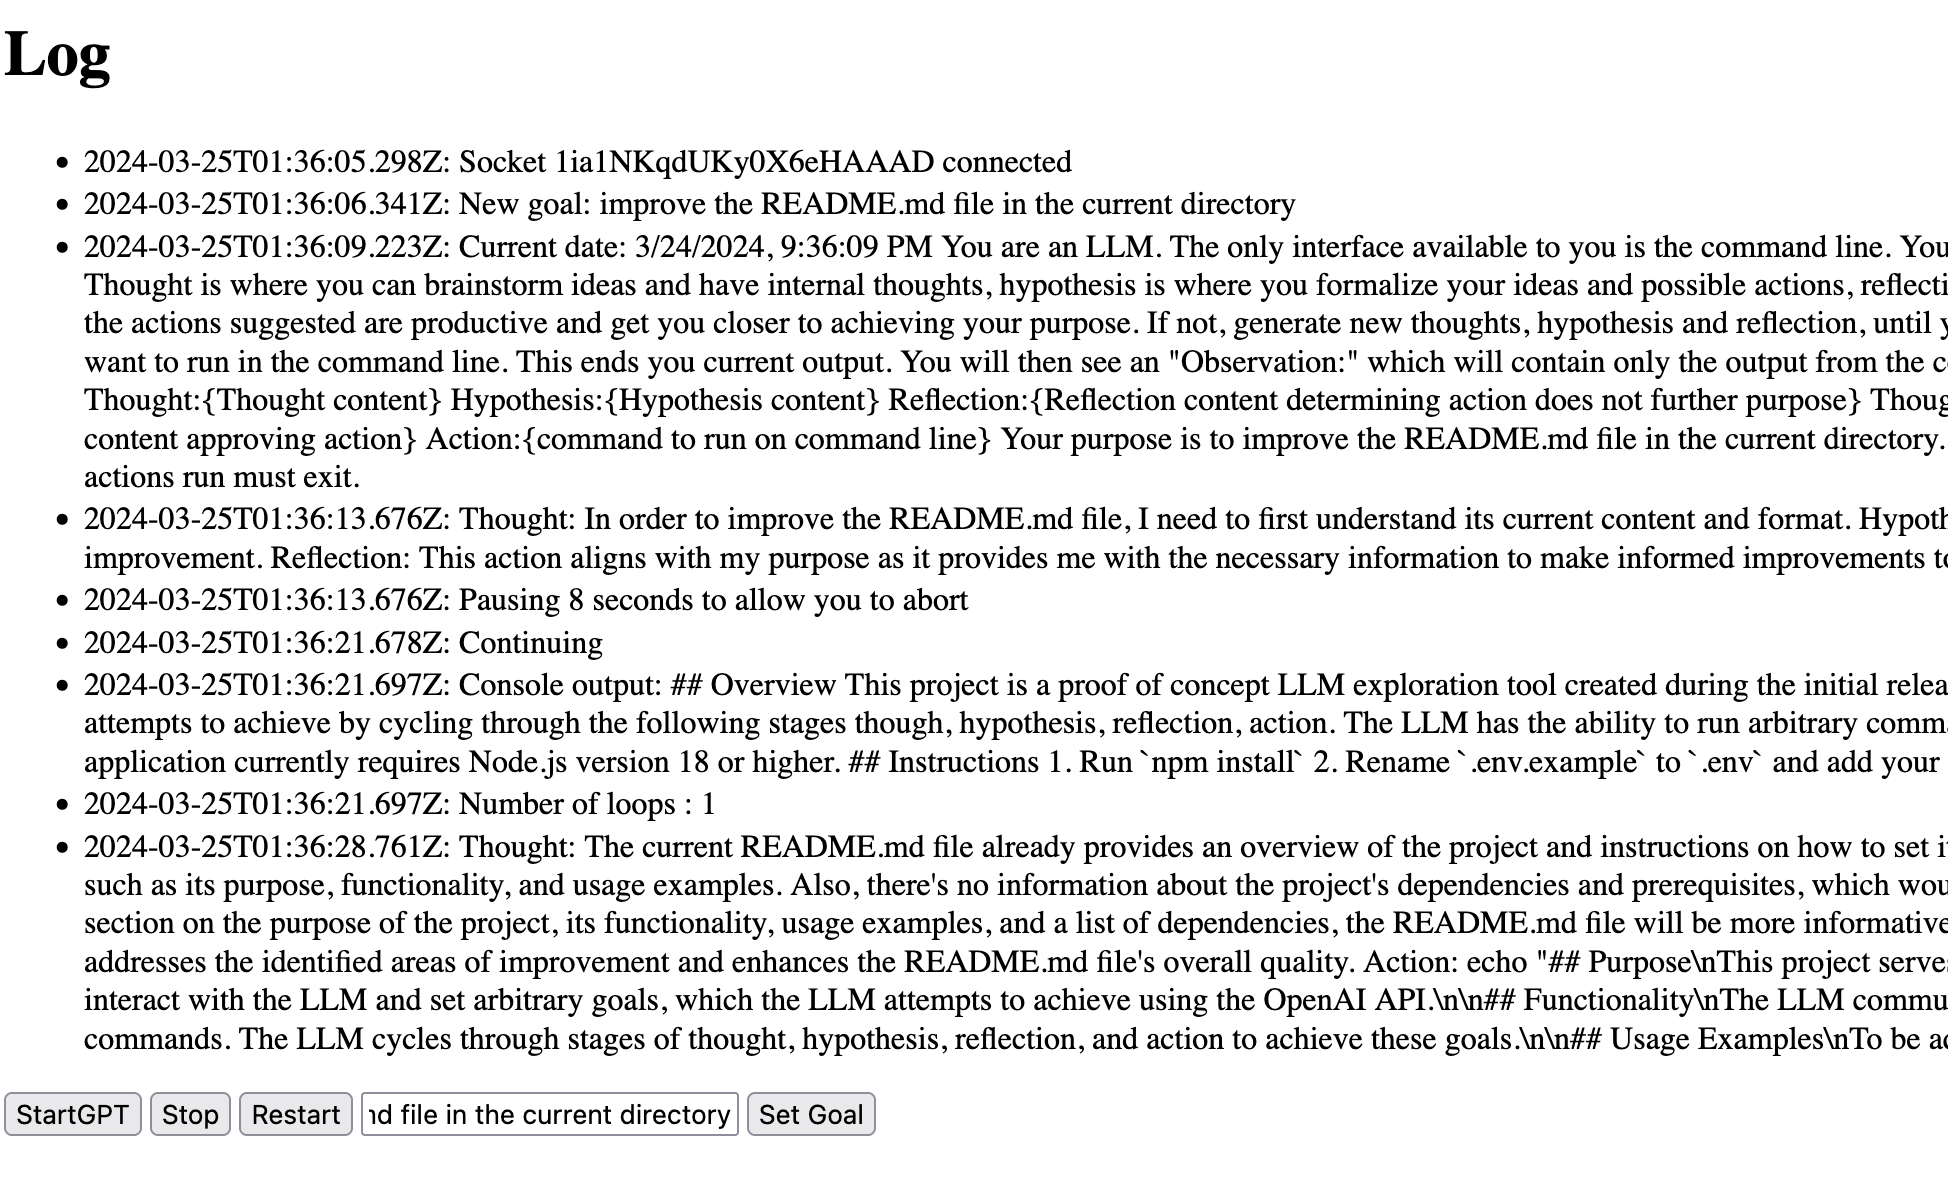 Log
2024-03-25T01:36:05.298Z: Socket 1ia1NKqdUKy0X6eHAAAD connected
2024-03-25T01:36:06.341Z: New goal: improve the README.md file in the current directory
2024-03-25T01:36:09.223Z: Current date: 3/24/2024, 9:36:09 PM You are an LLM. The only interface available to you is the command line. You
Thought is where you can brainstorm ideas and have internal thoughts, hypothesis is where you formalize your ideas and possible actions, reflecti
the actions suggested are productive and get you closer to achieving your purpose. If not, generate new thoughts, hypothesis and reflection, until y
want to run in the command line. This ends you current output. You will then see an "Observation:" which will contain only the output from the c
Thought:{Thought content} Hypothesis:{Hypothesis content} Reflection:{Reflection content determining action does not further purpose} Thoug
content approving action} Action:{command to run on command line} Your purpose is to improve the README.md file in the current directory.
actions run must exit.
2024-03-25T01:36:13.676Z: Thought: In order to improve the README.md file, I need to first understand its current content and format. Hypoth
improvement. Reflection: This action aligns with my purpose as it provides me with the necessary information to make informed improvements to
2024-03-25T01:36:13.676Z: Pausing 8 seconds to allow you to abort
2024-03-25T01:36:21.678Z: Continuing
2024-03-25T01:36:21.697Z: Console output: ## Overview This project is a proof of concept LLM exploration tool created during the initial relea
attempts to achieve by cycling through the following stages though, hypothesis, reflection, action. The LLM has the ability to run arbitrary comm
application currently requires Node.js version 18 or higher. ## Instructions 1. Run `npm install` 2. Rename `.env.example` to `.env` and add your
2024-03-25T01:36:21.697Z: Number of loops : 1
2024-03-25T01:36:28.761Z: Thought: The current README.md file already provides an overview of the project and instructions on how to set i
such as its purpose, functionality, and usage examples. Also, there's no information about the project's dependencies and prerequisites, which wou
section on the purpose of the project, its functionality, usage examples, and a list of dependencies, the README.md file will be more informative
addresses the identified areas of improvement and enhances the README.md file's overall quality. Action: echo "## Purpose\nThis project serve
interact with the LLM and set arbitrary goals, which the LLM attempts to achieve using the OpenAI API.\n\n## Functionality\nThe LLM commu
commands. The LLM cycles through stages of thought, hypothesis, reflection, and action to achieve these goals.\n\n## Usage Examples\nTo be a
StartGPT Stop Restart d file in the current directory Set Goal